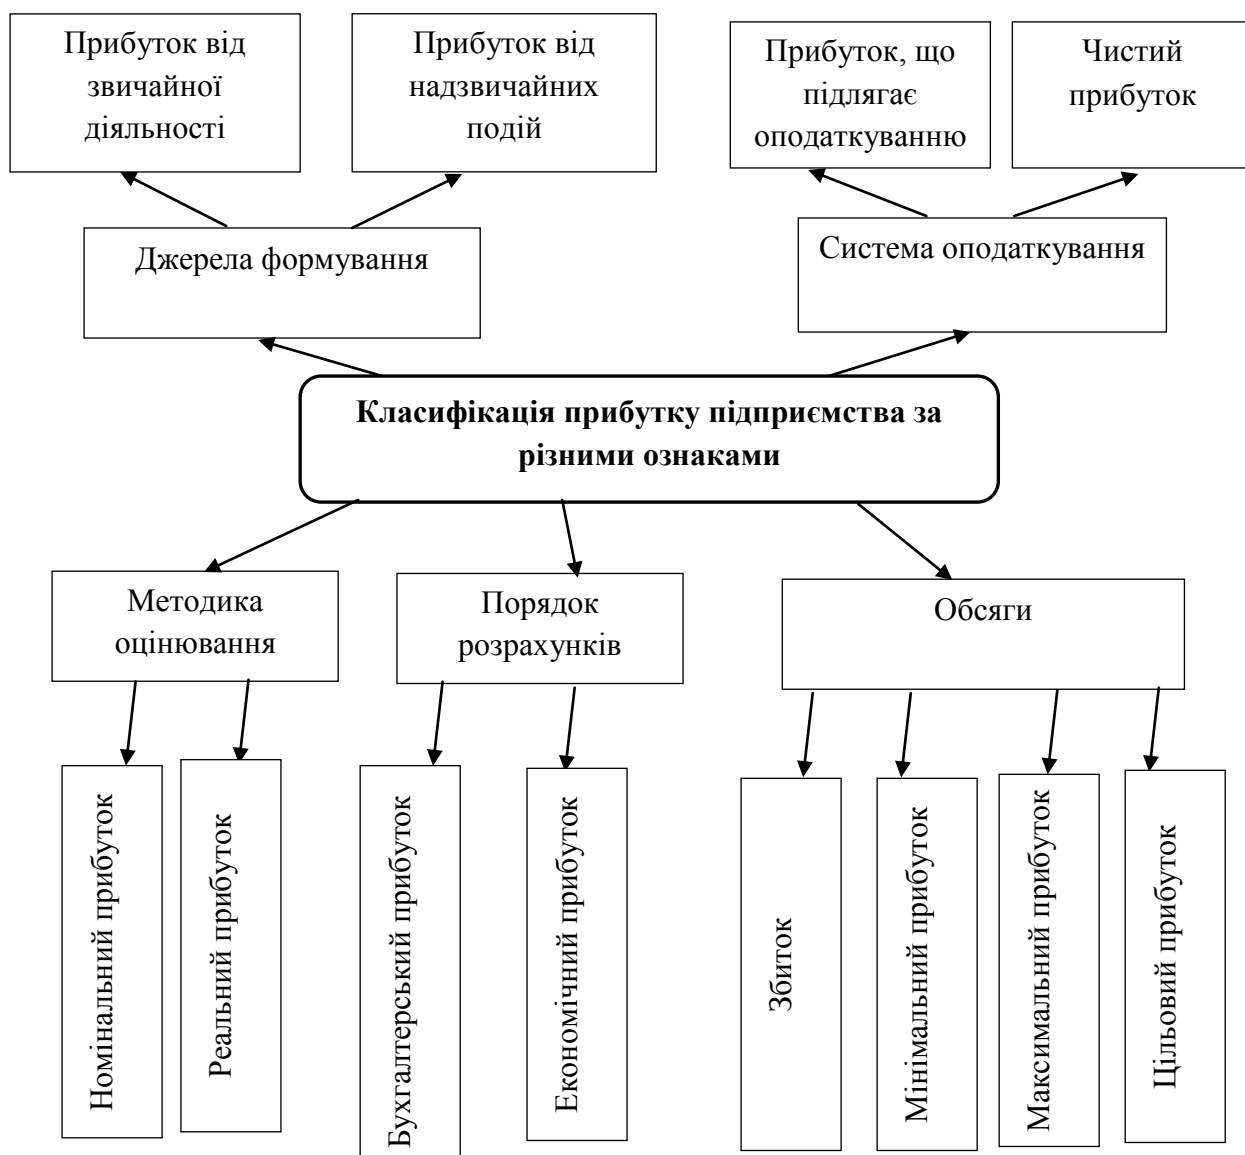 Прибуток від
звичайної
діяльності
Прибуток від
надзвичайних
подій
Прибуток, що
підлягає
оподаткуванню
Чистий
прибуток
Джерела формування
Система оподаткування
Класифікація прибутку підприємства за
різними ознаками
Методика
оцінювання
Порядок
розрахунків
Обсяги
Номінальний прибуток
Реальний прибуток
Бухгалтерський прибуток
Економічний прибуток
Збиток
Мінімальний прибуток
Максимальний прибуток
Цільовий прибуток